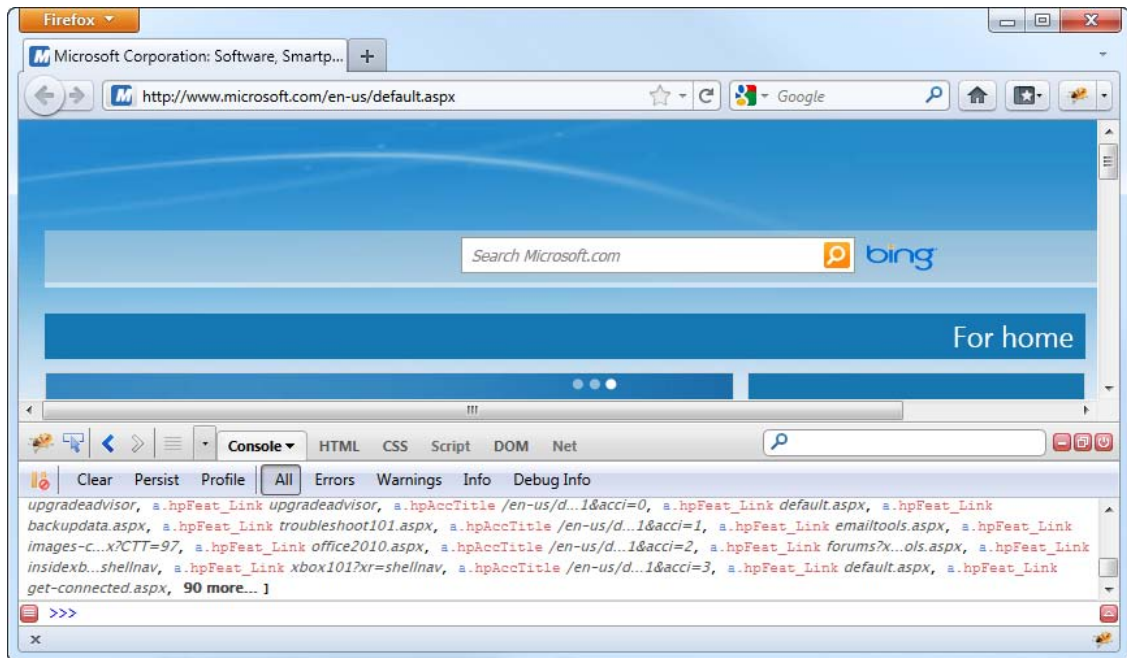 Firefox
Microsoft Corporation: Software, Smartp...
http://www.microsoft.com/en-us/default.aspx
Google
Search Microsoft.com
bing
For home
Console HTML CSS Script DOM Net
Clear Persist Profile All Errors Warnings Info Debug Info
upgradeadvisor, a.hpFeat_Link upgradeadvisor, a.hpAccTitle /en-us/d...1&acci=0, a.hpFeat_Link default.aspx, a.hpFeat_Link
backupdata.aspx, a.hpFeat_Link troubleshoot101.aspx, a.hpAccTitle /en-us/d...1&acci=1, a.hpFeat_Link emailtools.aspx, a.hpFeat_Link
images-c...x?CTT=97, a.hpFeat_Link office2010.aspx, a.hpAccTitle /en-us/d...1&acci=2, a.hpFeat_Link forums?x...ols.aspx, a.hpFeat_Link
insidexb...shellnav, a.hpFeat_Link xbox101?xr=shellnav, a.hpAccTitle /en-us/d...1&acci=3, a.hpFeat_Link default.aspx, a.hpFeat_Link
get-connected.aspx, 90 more... ]
>>>